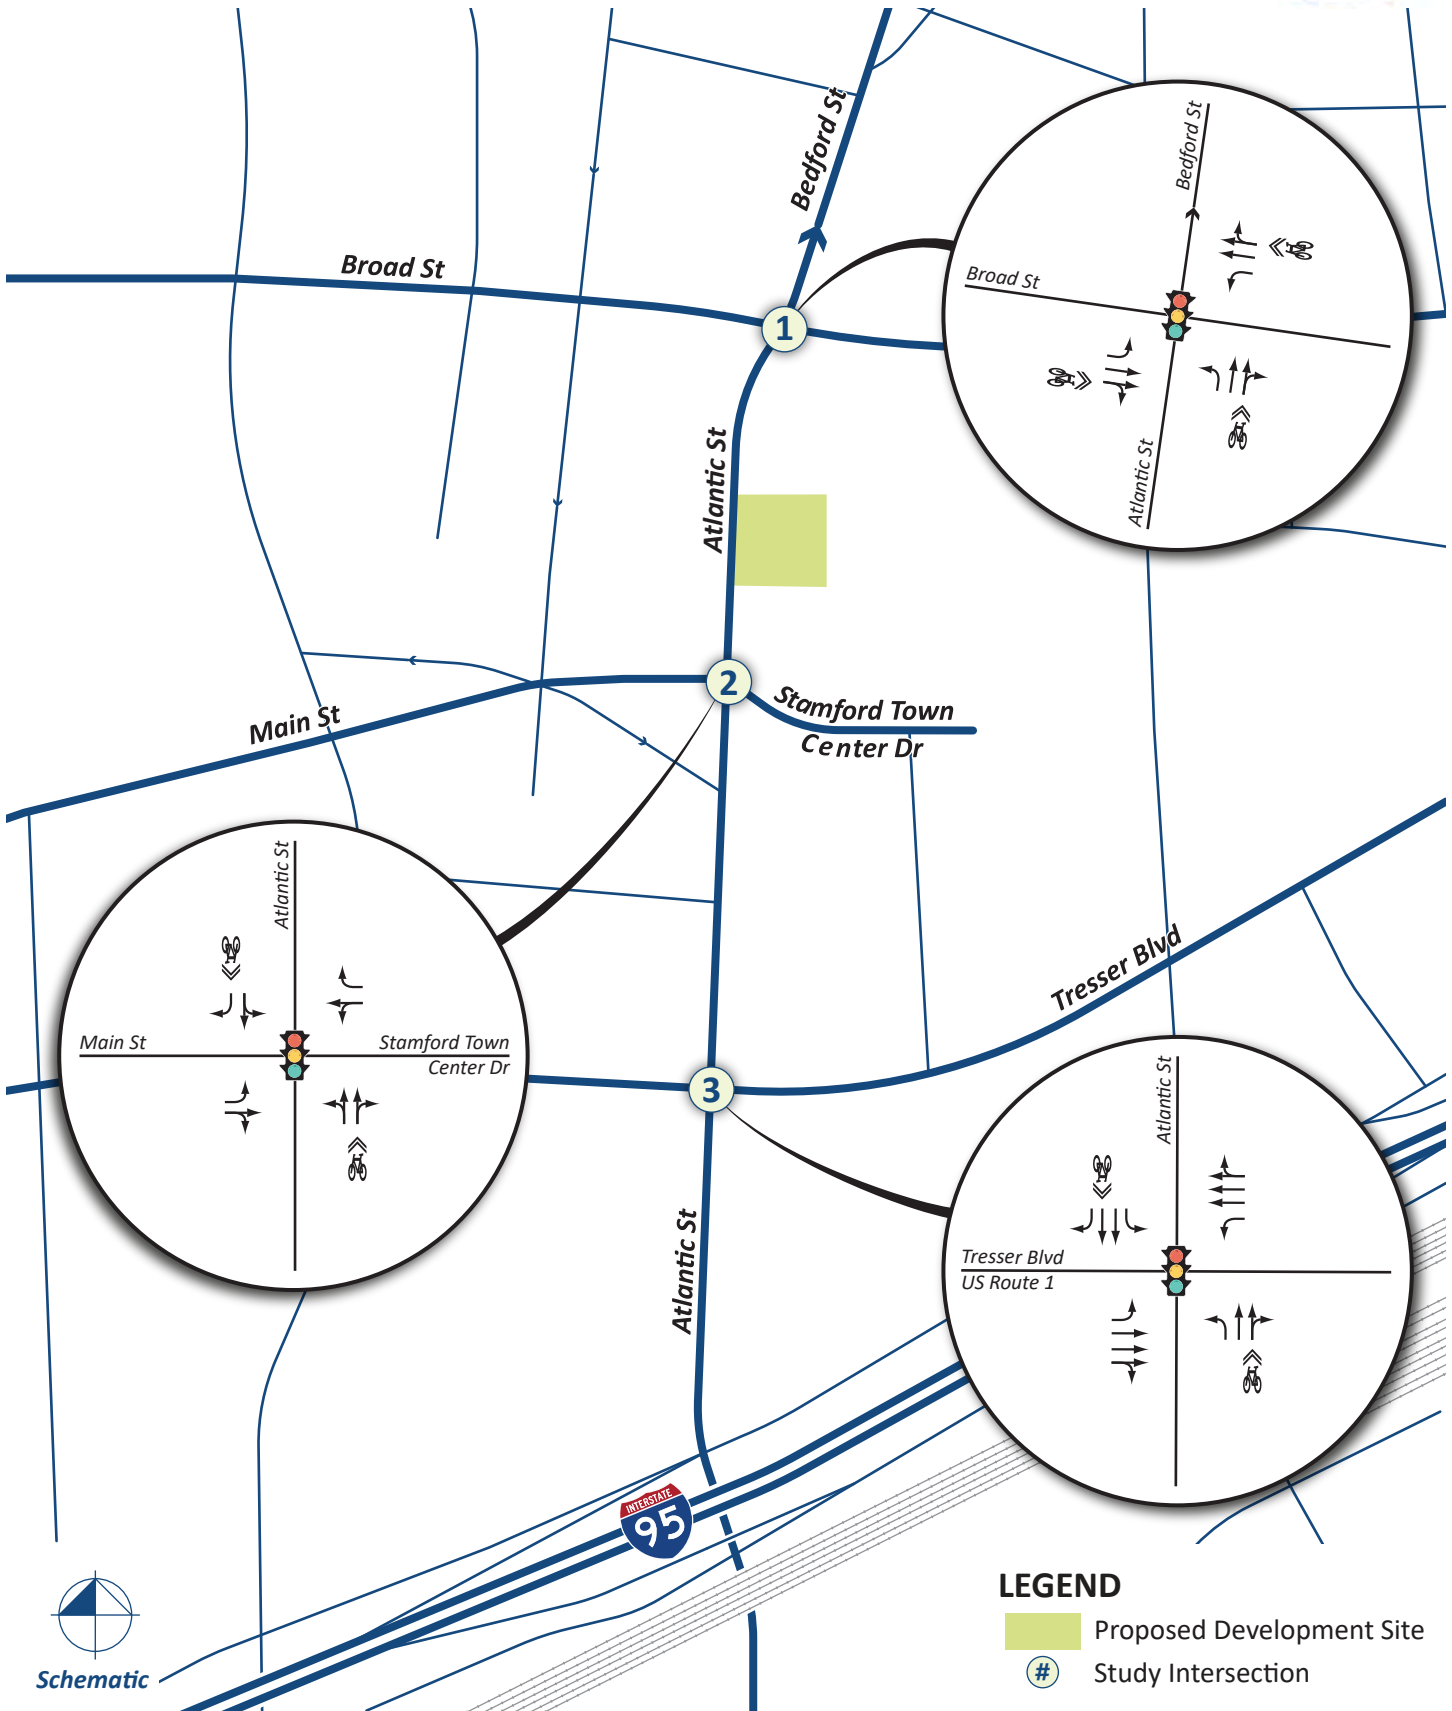 Bedford St
Broad St
1
Bedford St
Broad St
Atlantic St
Atlantic St
2
Stamford Town
Center Dr
Main St
Atlantic St
Main St
Stamford Town
Center Dr
Tresser Blvd
3
Atlantic St
Atlantic St
Tresser Blvd
US Route 1
INTERSTATE
95
LEGEND
Proposed Development Site
# Study Intersection
Schematic